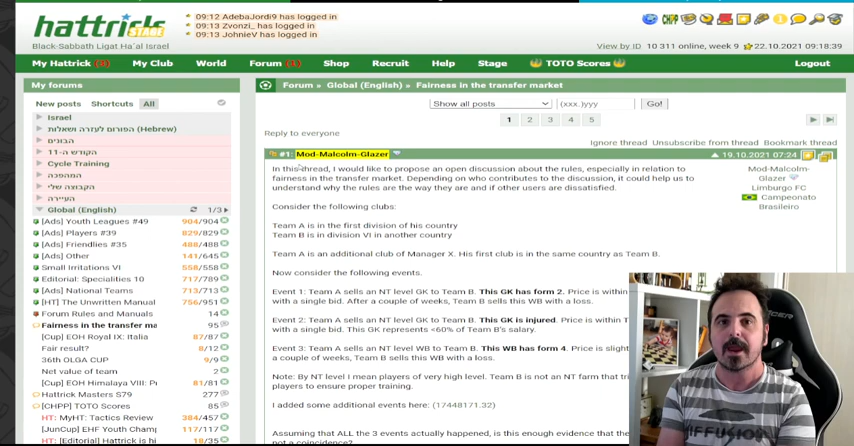 hattrick
STAGE
Black-Sabbath Ligat Ha`al Israel
09:12 AdebaJordi9 has logged in
09:13 Zvonzi_ has logged in
09:13 JohnieV has logged in
CHPP
View by ID 10 311 online, week 9 22.10.2021 09:18:39
My Hattrick (8) My Club World Forum (1) Shop Recruit Help Stage TOTO Scores Logout
My forums
New posts Shortcuts All
Israel
הפורום לעזרה ושאלות (Hebrew)
הבונים
הקודש ה-11
Cycle Training
המהפכה
הקבוצה שלי
העיירה
Global (English) 1/3
[Ads] Youth Leagues #49 904/904
[Ads] Players #39 829/829
[Ads] Friendlies #35 488/488
[Ads] Other 141/645
Small Irritations VI 558/558
Editorial: Specialities 10 717/789
[Ads] National Teams 713/713
[HT] The Unwritten Manual 756/951
Forum Rules and Manuals 14
Fairness in the transfer ma 95
[Cup] EH Royal IX: Italia 87/87
Fair result? 8/12
36th OLGA CUP 9/9
Net value of team 2
[Cup] EHF Himalaya VIII: P 81/81
Hattrick Masters S79 277
[CHPP] TOTO Scores 85
HT: MyHT: Tactics Review 384/457
[JunCup] EHF Youth Champ 117/117
HT: [Editorial] Hattrick is hi 18/35
Forum » Global (English) » Fairness in the transfer market
Show all posts (xxx.)yyy Go!
1 2 3 4 5
Reply to everyone
Ignore thread Unsubscribe from thread Bookmark thread
#1: Mod-Malcolm-Glazer 19.10.2021 07:24
Mod-Malcolm-
Glazer
Limburgo FC
Campeonato
Brasileiro
In this thread, I would like to propose an open discussion about the rules, especially in relation to
fairness in the transfer market. Depending on who contributes to the discussion, it could help us to
understand why the rules are the way they are and if other users are dissatisfied.
Consider the following clubs:
Team A is in the first division of his country
Team B is in division VI in another country
Team A is an additional club of Manager X. His first club is in the same country as Team B.
Now consider the following events.
Event 1: Team A sells an NT level GK to Team B. This GK has form 2. Price is within
with a single bid. After a couple of weeks, Team B sells this WB with a loss.
Event 2: Team A sells an NT level GK to Team B. This GK is injured. Price is within T
with a single bid. This GK represents <60% of Team B's salary.
Event 3: Team A sells an NT level WB to Team B. This WB has form 4. Price is slight
a couple of weeks, Team B sells this WB with a loss.
Note: By NT level I mean players of very high level. Team B is not an NT farm that tri
players to ensure proper training.
I added some additional events here: (17448171.32)
Assuming that ALL the 3 events actually happened, is this enough evidence that the
not a coincidence?